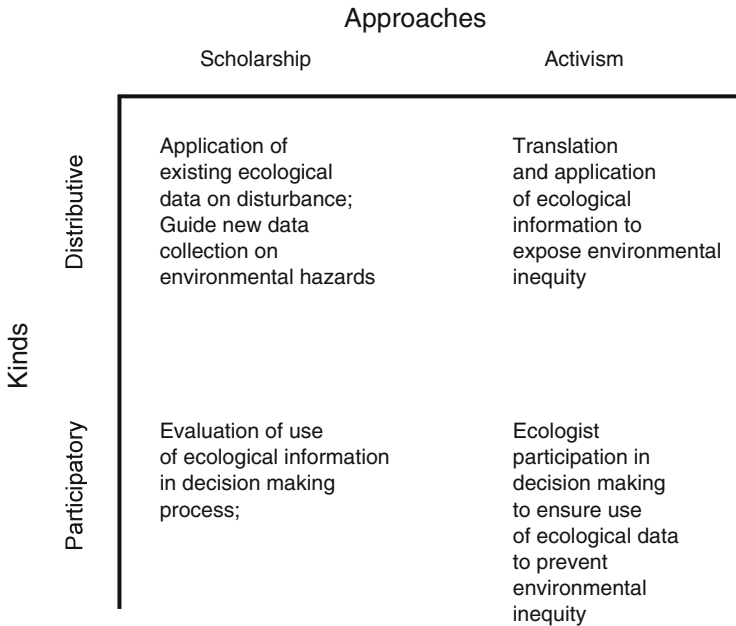 Approaches
Scholarship
Activism
Kinds
Distributive
Application of
existing ecological
data on disturbance;
Guide new data
collection on
environmental hazards
Translation
and application
of ecological
information to
expose environmental
inequity
Participatory
Evaluation of use
of ecological information
in decision making
process;
Ecologist
participation in
decision making
to ensure use
of ecological data
to prevent
environmental
inequity